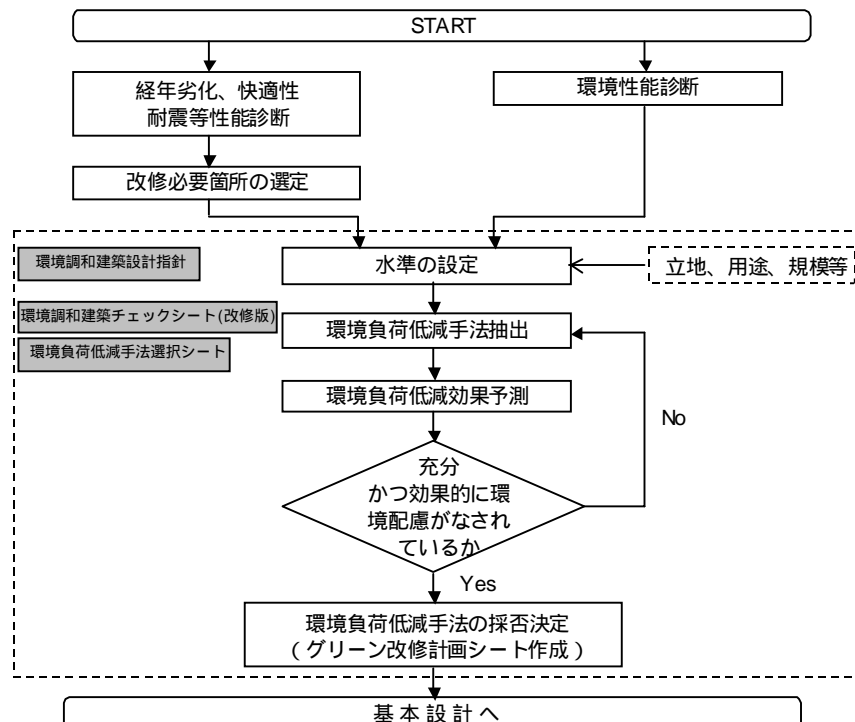 START
経年劣化、快適性
耐震等性能診断
環境性能診断
改修必要箇所の選定
環境調和建築設計指針
水準の設定
立地、用途、規模等
環境調和建築チェックシート(改修版)
環境負荷低減手法抽出
環境負荷低減手法選択シート
環境負荷低減効果予測
No
充分
かつ効果的に環
境配慮がなされ
ているか
Yes
環境負荷低減手法の採否決定
(グリーン改修計画シート作成)
基本設計へ